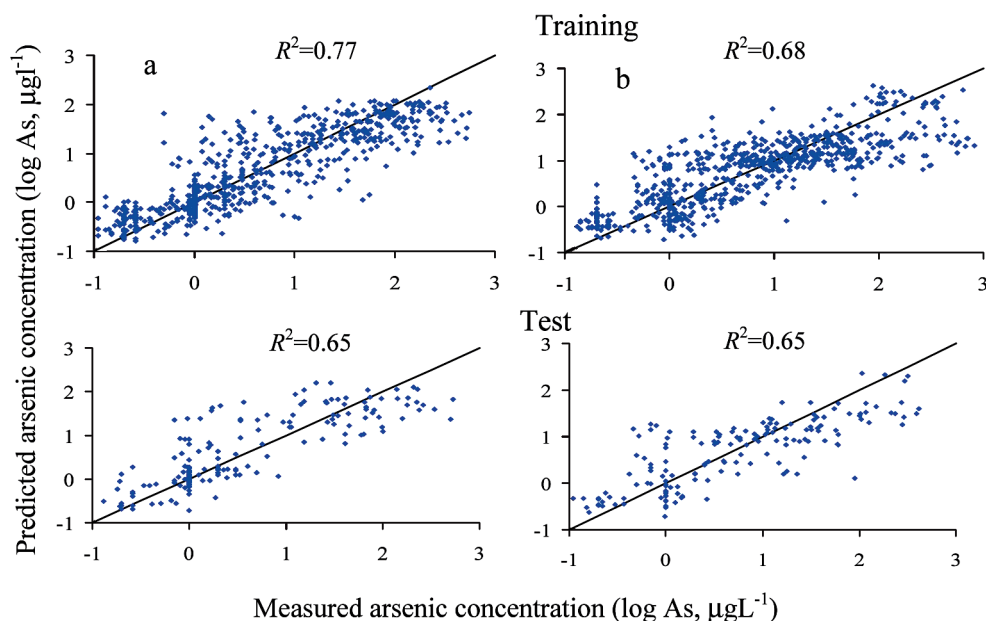 Training
R²=0.77
R²=0.68
a
b
3
2
1
0
-1
-1 0 1 2 3
3
2
1
0
-1
-1 0 1 2 3
Test
R²=0.65
R²=0.65
3
2
1
0
-1
-1 0 1 2 3
3
2
1
0
-1
-1 0 1 2 3
Predicted arsenic concentration (log As, µgl⁻¹)
Measured arsenic concentration (log As, µgL⁻¹)